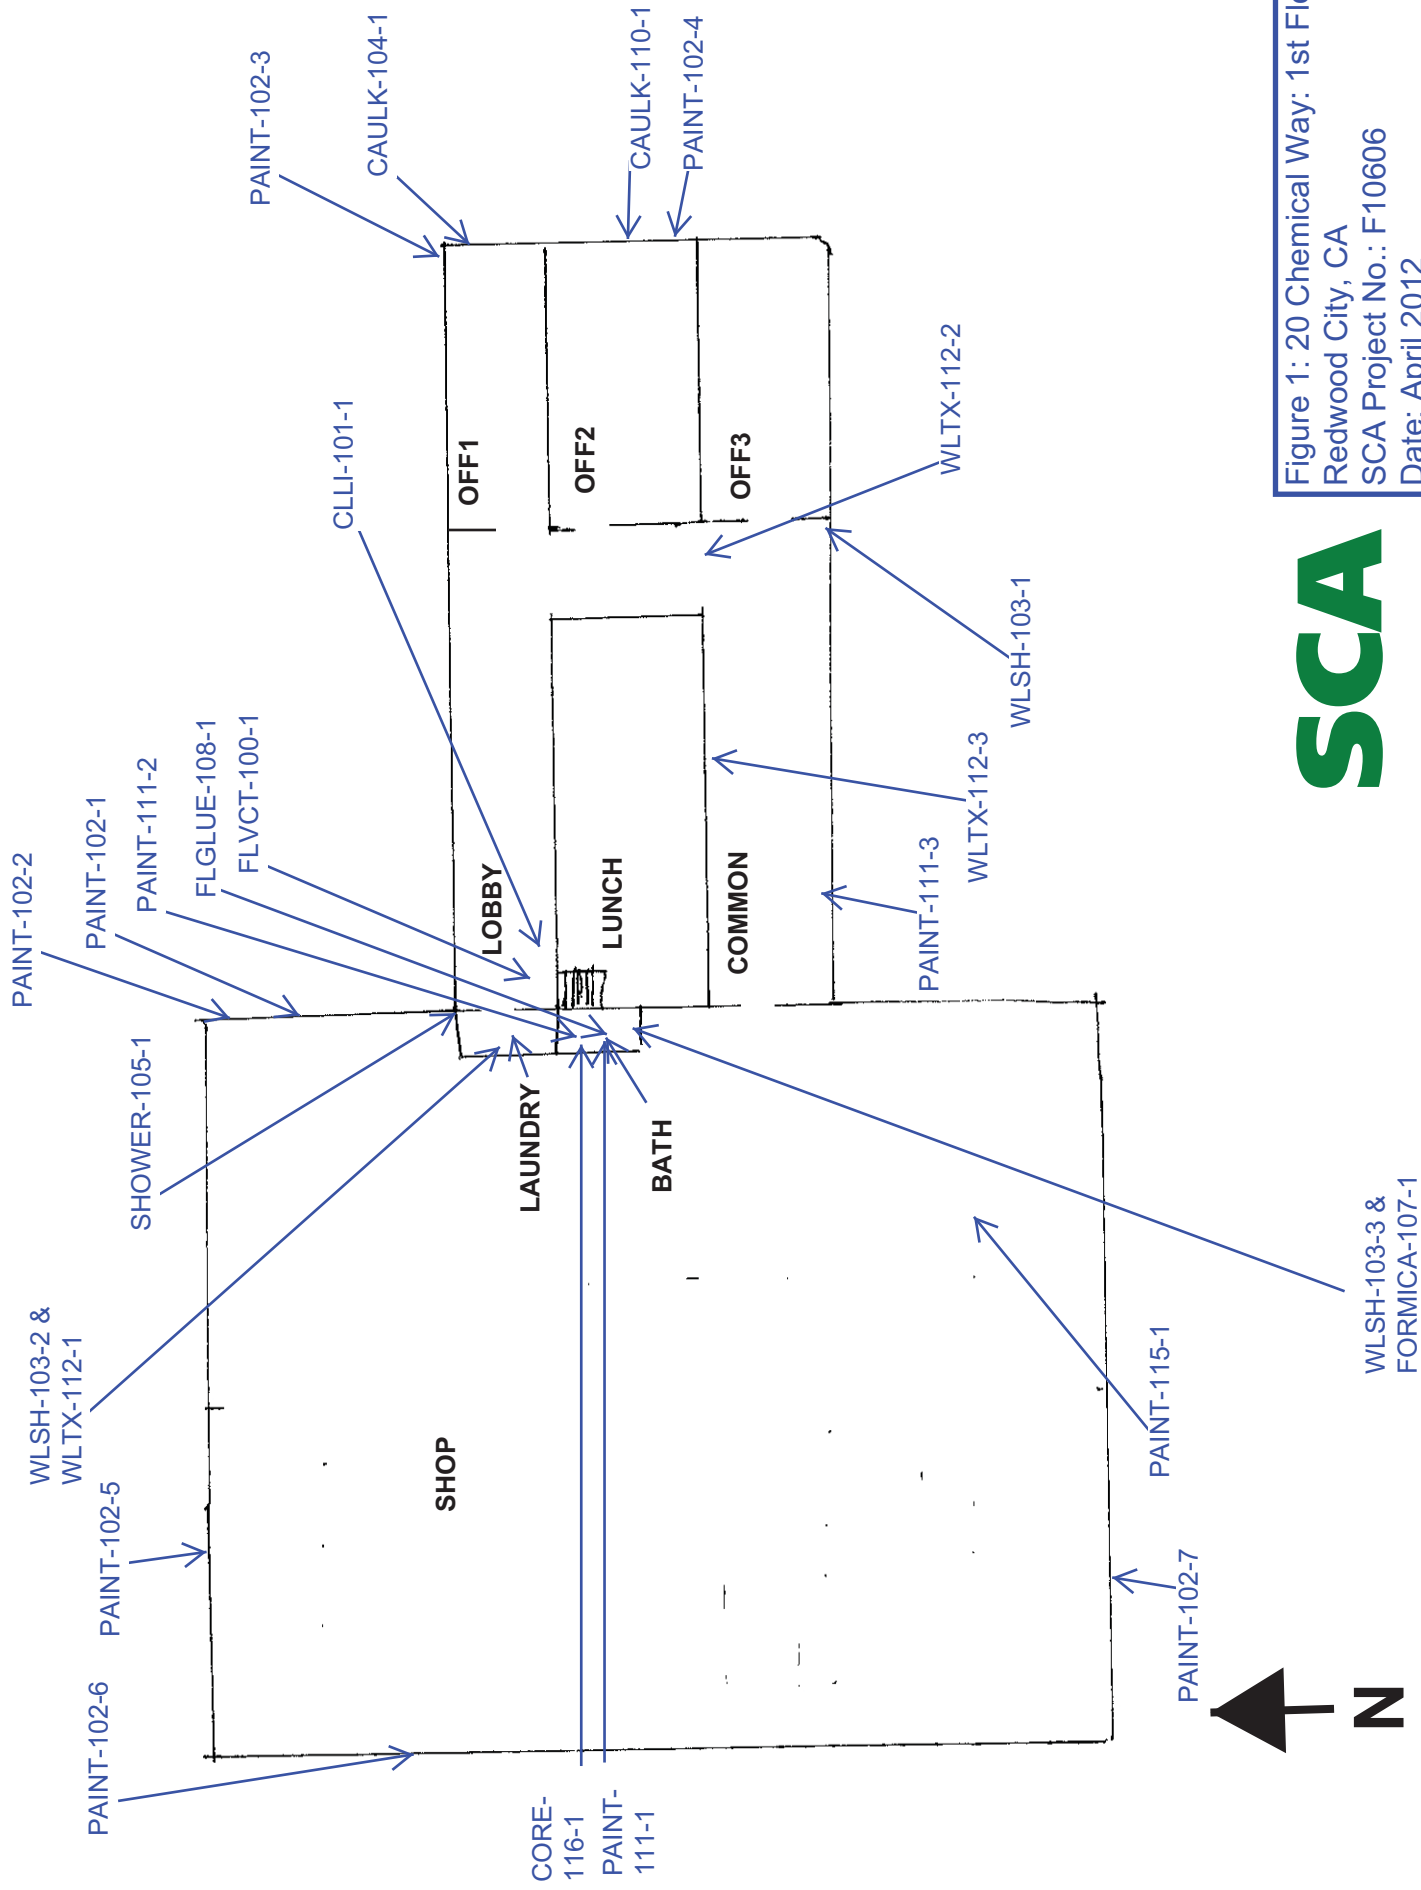 PAINT-102-6
PAINT-102-5
WLSH-103-2 &
WLTX-112-1
SHOWER-105-1
PAINT-102-2
PAINT-102-1
PAINT-111-2
FLGLUE-108-1
FLVCT-100-1
CLLI-101-1
PAINT-102-3
CAULK-104-1
CAULK-110-1
PAINT-102-4
SHOP
LAUNDRY
BATH
LOBBY
LUNCH
COMMON
OFF1
OFF2
OFF3
CORE-
116-1
PAINT-
111-1
PAINT-102-7
PAINT-115-1
WLSH-103-3 &
FORMICA-107-1
PAINT-111-3
WLTX-112-3
WLSH-103-1
WLTX-112-2
N
SCA
Figure 1: 20 Chemical Way: 1st
Redwood City, CA
SCA Project No.: F10606
Date: April 2012